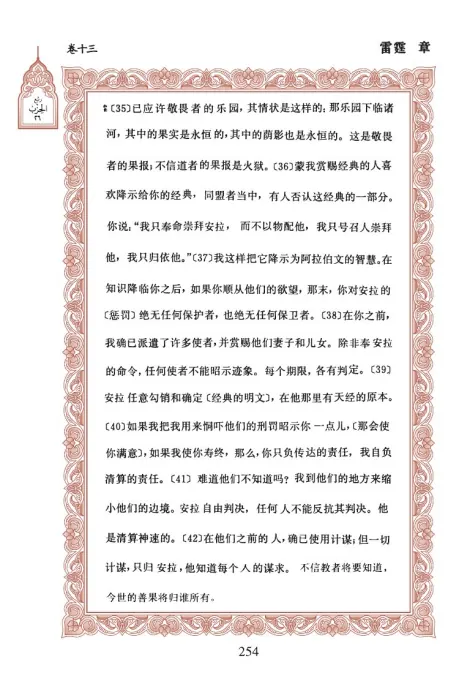 卷十三
雷霆 章
ربع
الحزب
٢٦
(35)已应许敬畏者的乐园，其情状是这样的：那乐园下临诸
河，其中的果实是永恒的，其中的荫影也是永恒的。这是敬畏
者的果报；不信道者的果报是火狱。(36)蒙我赏赐经典的人喜
欢降示给你的经典，同盟者当中，有人否认这经典的一部分。
你说：“我只奉命崇拜安拉，而不以物配他，我只号召人崇拜
他，我只归依他。”(37)我这样把它降示为阿拉伯文的智慧。在
知识降临你之后，如果你顺从他们的欲望，那末，你对安拉的
〔惩罚〕绝无任何保护者，也绝无任何保卫者。(38)在你之前，
我确已派遣了许多使者，并赏赐他们妻子和儿女。除非奉安拉
的命令，任何使者不能昭示迹象。每个期限，各有判定。(39)
安拉任意勾销和确定〔经典的明文〕，在他那里有天经的原本。
(40)如果我把我用来恫吓他们的刑罚昭示你一点儿，〔那会使
你满意〕，如果我使你寿终，那么，你只负传达的责任，我自负
清算的责任。(41) 难道他们不知道吗？我到他们的地方来缩
小他们的边境。安拉自由判决，任何人不能反抗其判决。他
是清算神速的。(42)在他们之前的人，确已使用计谋；但一切
计谋，只归安拉，他知道每个人的谋求。不信教者将要知道，
今世的善果将归谁所有。
254